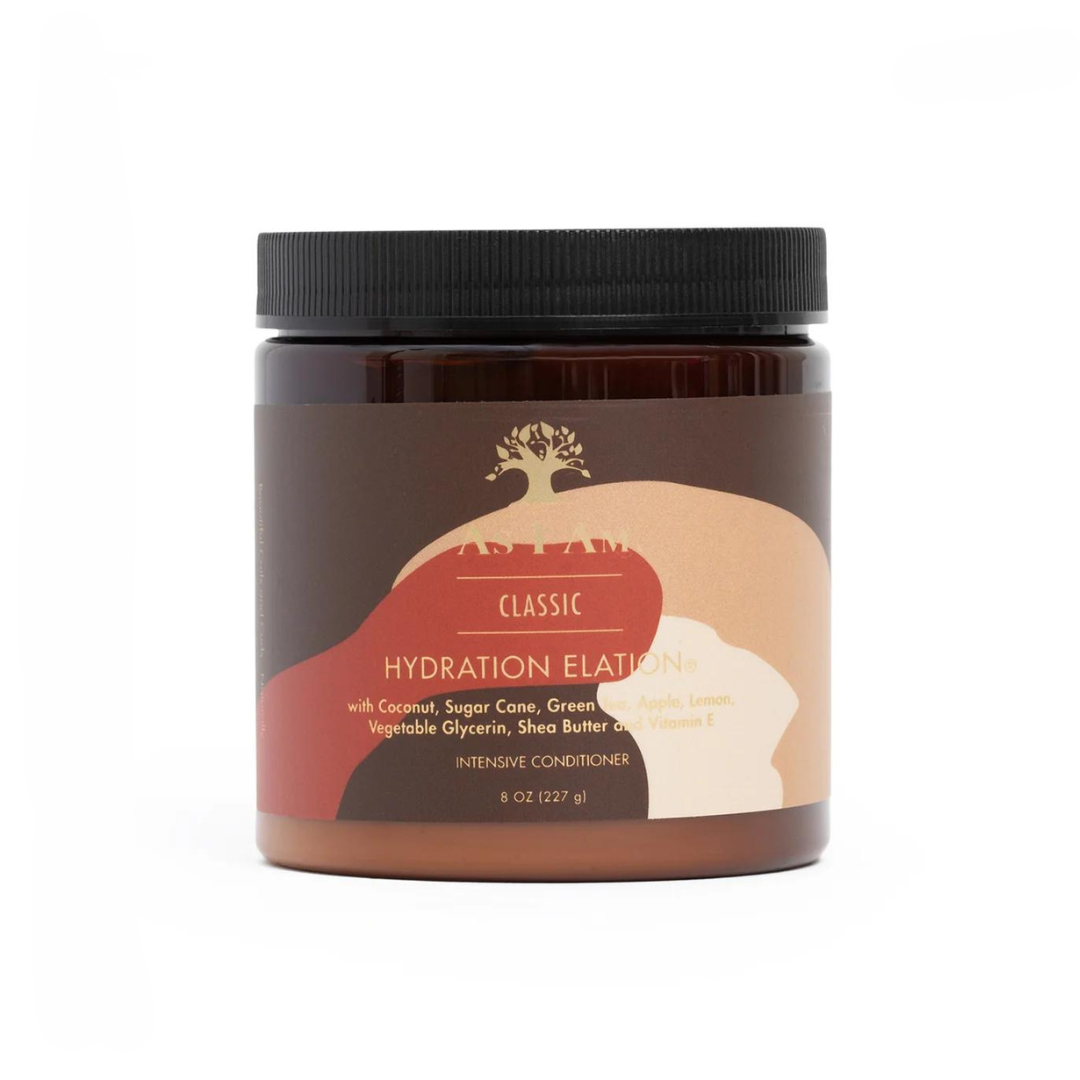 As I Am
CLASSIC
HYDRATION ELATION®
with Coconut, Sugar Cane, Green Tea, Apple, Lemon,
Vegetable Glycerin, Shea Butter and Vitamin E
INTENSIVE CONDITIONER
8 OZ (227 g)